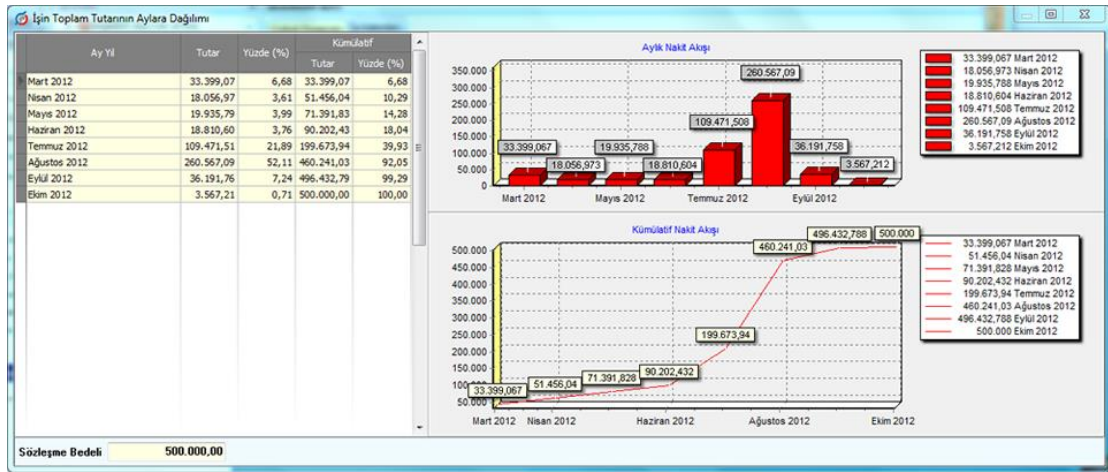 İşin Toplam Tutarının Aylara Dağılımı
Ay Yıl Tutar Yüzde (%) Kümülatif
Tutar Yüzde (%)
Mart 2012 33.399,07 6,68 33.399,07 6,68
Nisan 2012 18.056,97 3,61 51.456,04 10,29
Mayıs 2012 19.935,79 3,99 71.391,83 14,28
Haziran 2012 18.810,60 3,76 90.202,43 18,04
Temmuz 2012 109.471,51 21,89 199.673,94 39,93
Ağustos 2012 260.567,09 52,11 460.241,03 92,05
Eylül 2012 36.191,76 7,24 496.432,79 99,29
Ekim 2012 3.567,21 0,71 500.000,00 100,00
Aylık Nakit Akışı
350.000
300.000
250.000
200.000
150.000
100.000
50.000
0
33.399,067
18.056,973
19.935,788
18.810,604
109.471,508
260.567,09
36.191,758
3.567,212
Mart 2012 Mayıs 2012 Temmuz 2012 Eylül 2012
33.399,067 Mart 2012
18.056,973 Nisan 2012
19.935,788 Mayıs 2012
18.810,604 Haziran 2012
109.471,508 Temmuz 2012
260.567,09 Ağustos 2012
36.191,758 Eylül 2012
3.567,212 Ekim 2012
Kümülatif Nakit Akışı
500.000
450.000
400.000
350.000
300.000
250.000
200.000
150.000
100.000
50.000
33.399,067
51.456,04
71.391,828
90.202,432
199.673,94
460.241,03
496.432,788
500.000
Mart 2012 Nisan 2012 Haziran 2012 Ağustos 2012 Ekim 2012
33.399,067 Mart 2012
51.456,04 Nisan 2012
71.391,828 Mayıs 2012
90.202,432 Haziran 2012
199.673,94 Temmuz 2012
460.241,03 Ağustos 2012
496.432,788 Eylül 2012
500.000 Ekim 2012
Sözleşme Bedeli 500.000,00